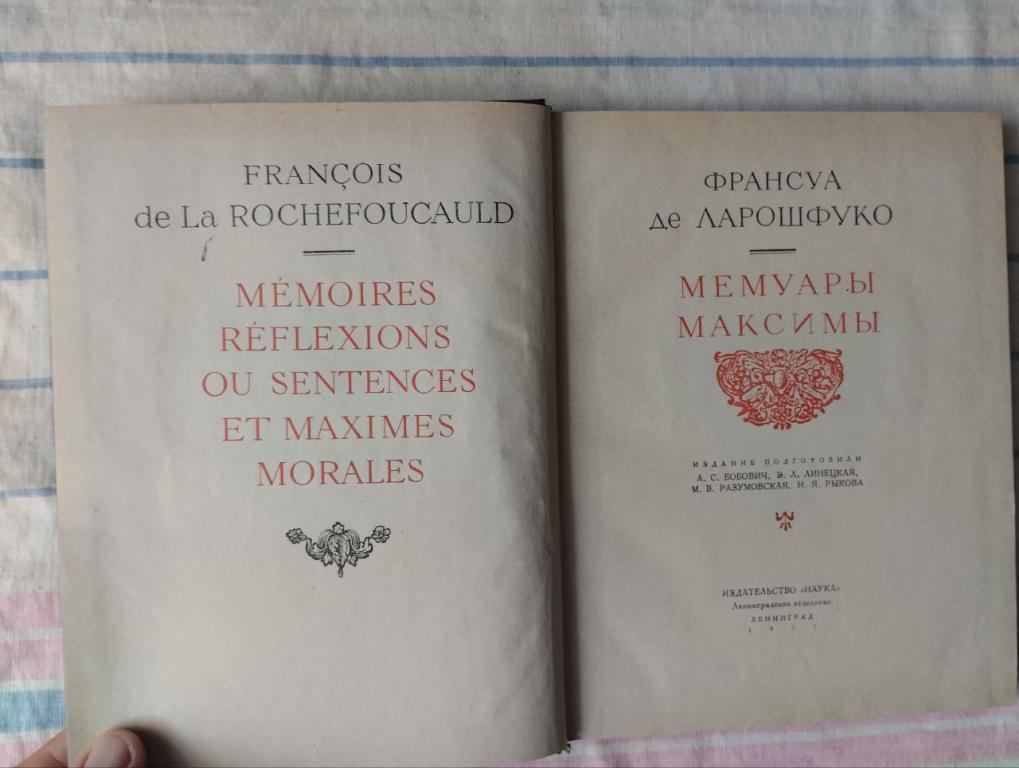 FRANÇOIS
de La ROCHEFOUCAULD
MÉMOIRES
RÉFLEXIONS
OU SENTENCES
ET MAXIMES
MORALES
ФРАНСУА
де ЛАРОШФУКО
МЕМУАРЫ
МАКСИМЫ
ИЗДАНИЕ ПОДГОТОВИЛИ
А. С. БОБОВИЧ, Э. Л. ЛИНЕЦКАЯ,
М. В. РАЗУМОВСКАЯ, Н. Я. РЫКОВА
ИЗДАТЕЛЬСТВО «НАУКА»
Ленинградское отделение
ЛЕНИНГРАД